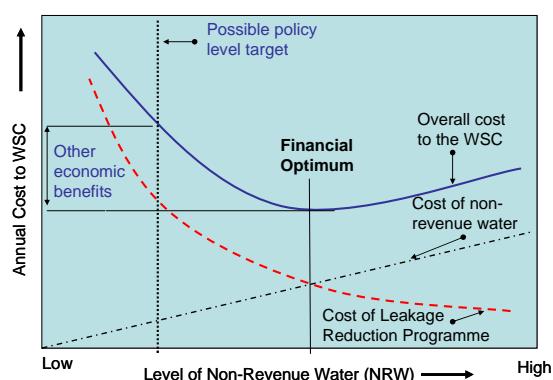 Possible policy
level target
Overall cost
to the WSC
Financial
Optimum
Other
economic
benefits
Cost of non-
revenue water
Annual Cost to WSC
Cost of Leakage
Reduction Programme
Low
High
Level of Non-Revenue Water (NRW)